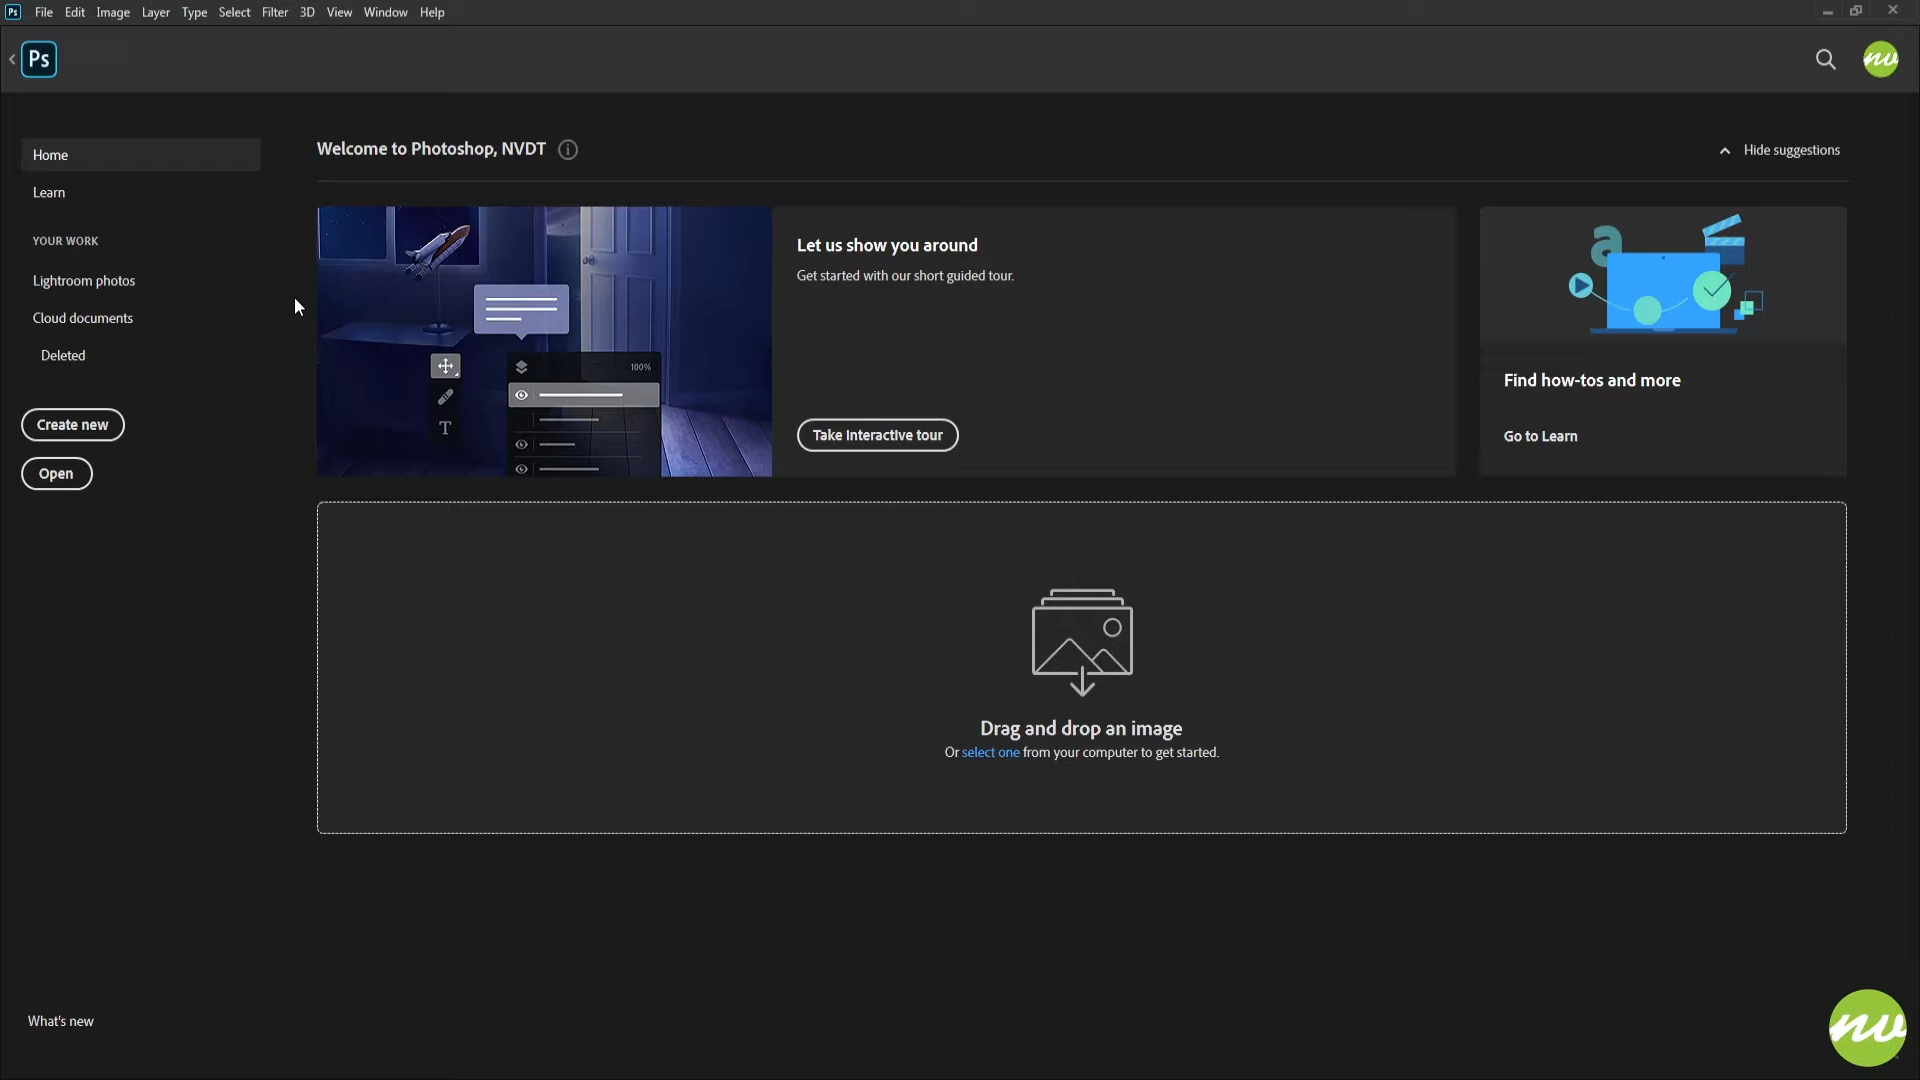 Ps File Edit Image Layer Type Select Filter 3D View Window Help
Ps
nv
Home
Learn
YOUR WORK
Lightroom photos
Cloud documents
Deleted
Create new
Open
What's new
Welcome to Photoshop, NVDT
Hide suggestions
100%
T
Let us show you around
Get started with our short guided tour.
Take interactive tour
a
Find how-tos and more
Go to Learn
Drag and drop an image
Or select one from your computer to get started.
nv